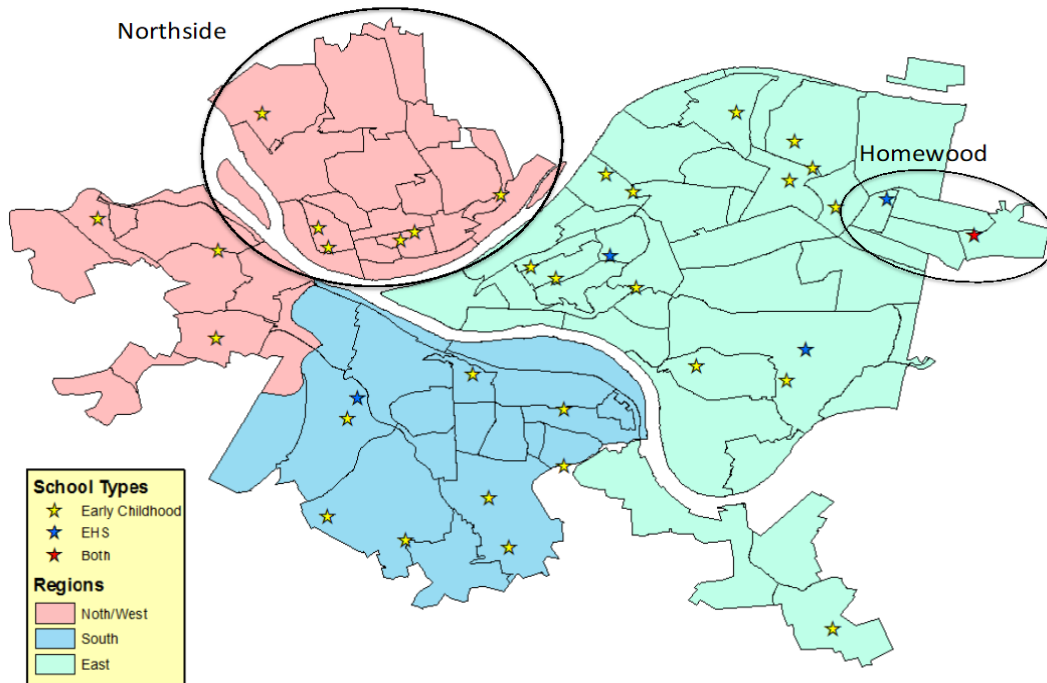 Northside
Homewood
School Types
Early Childhood
EHS
Both
Regions
Noth/West
South
East